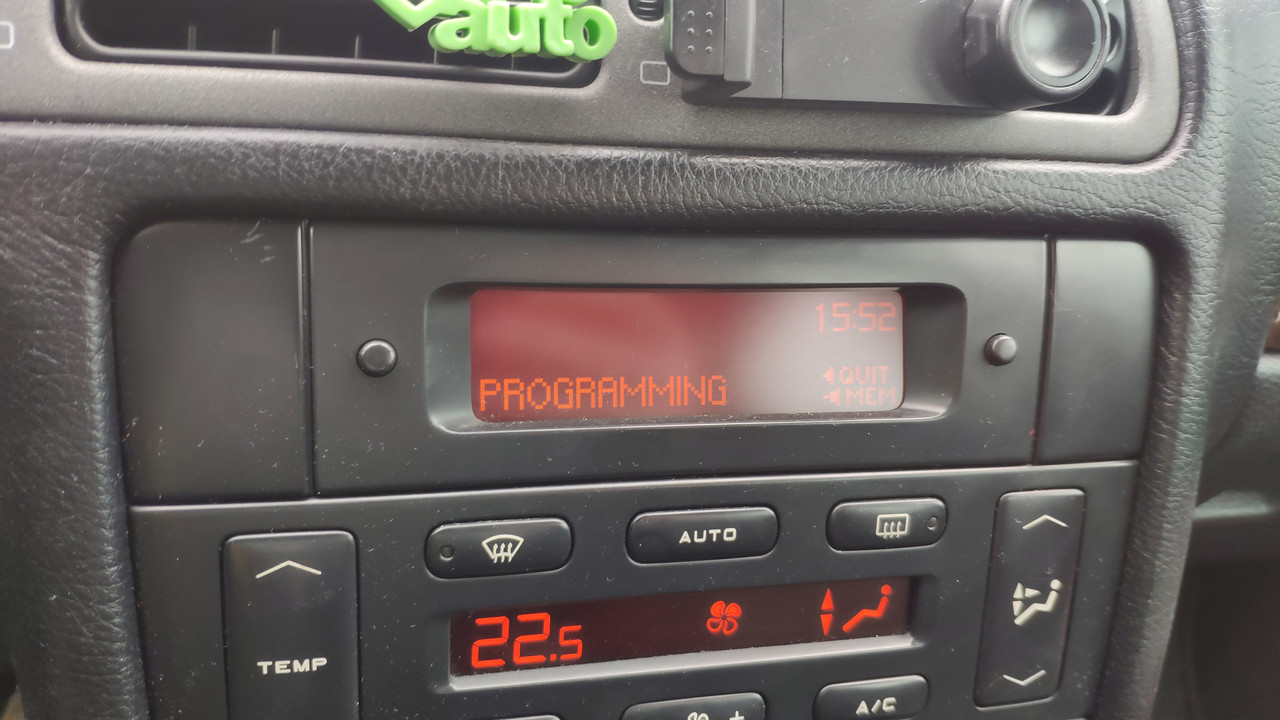 auto
15:52
PROGRAMMING
QUIT
MEM
AUTO
22.5
TEMP
A/C